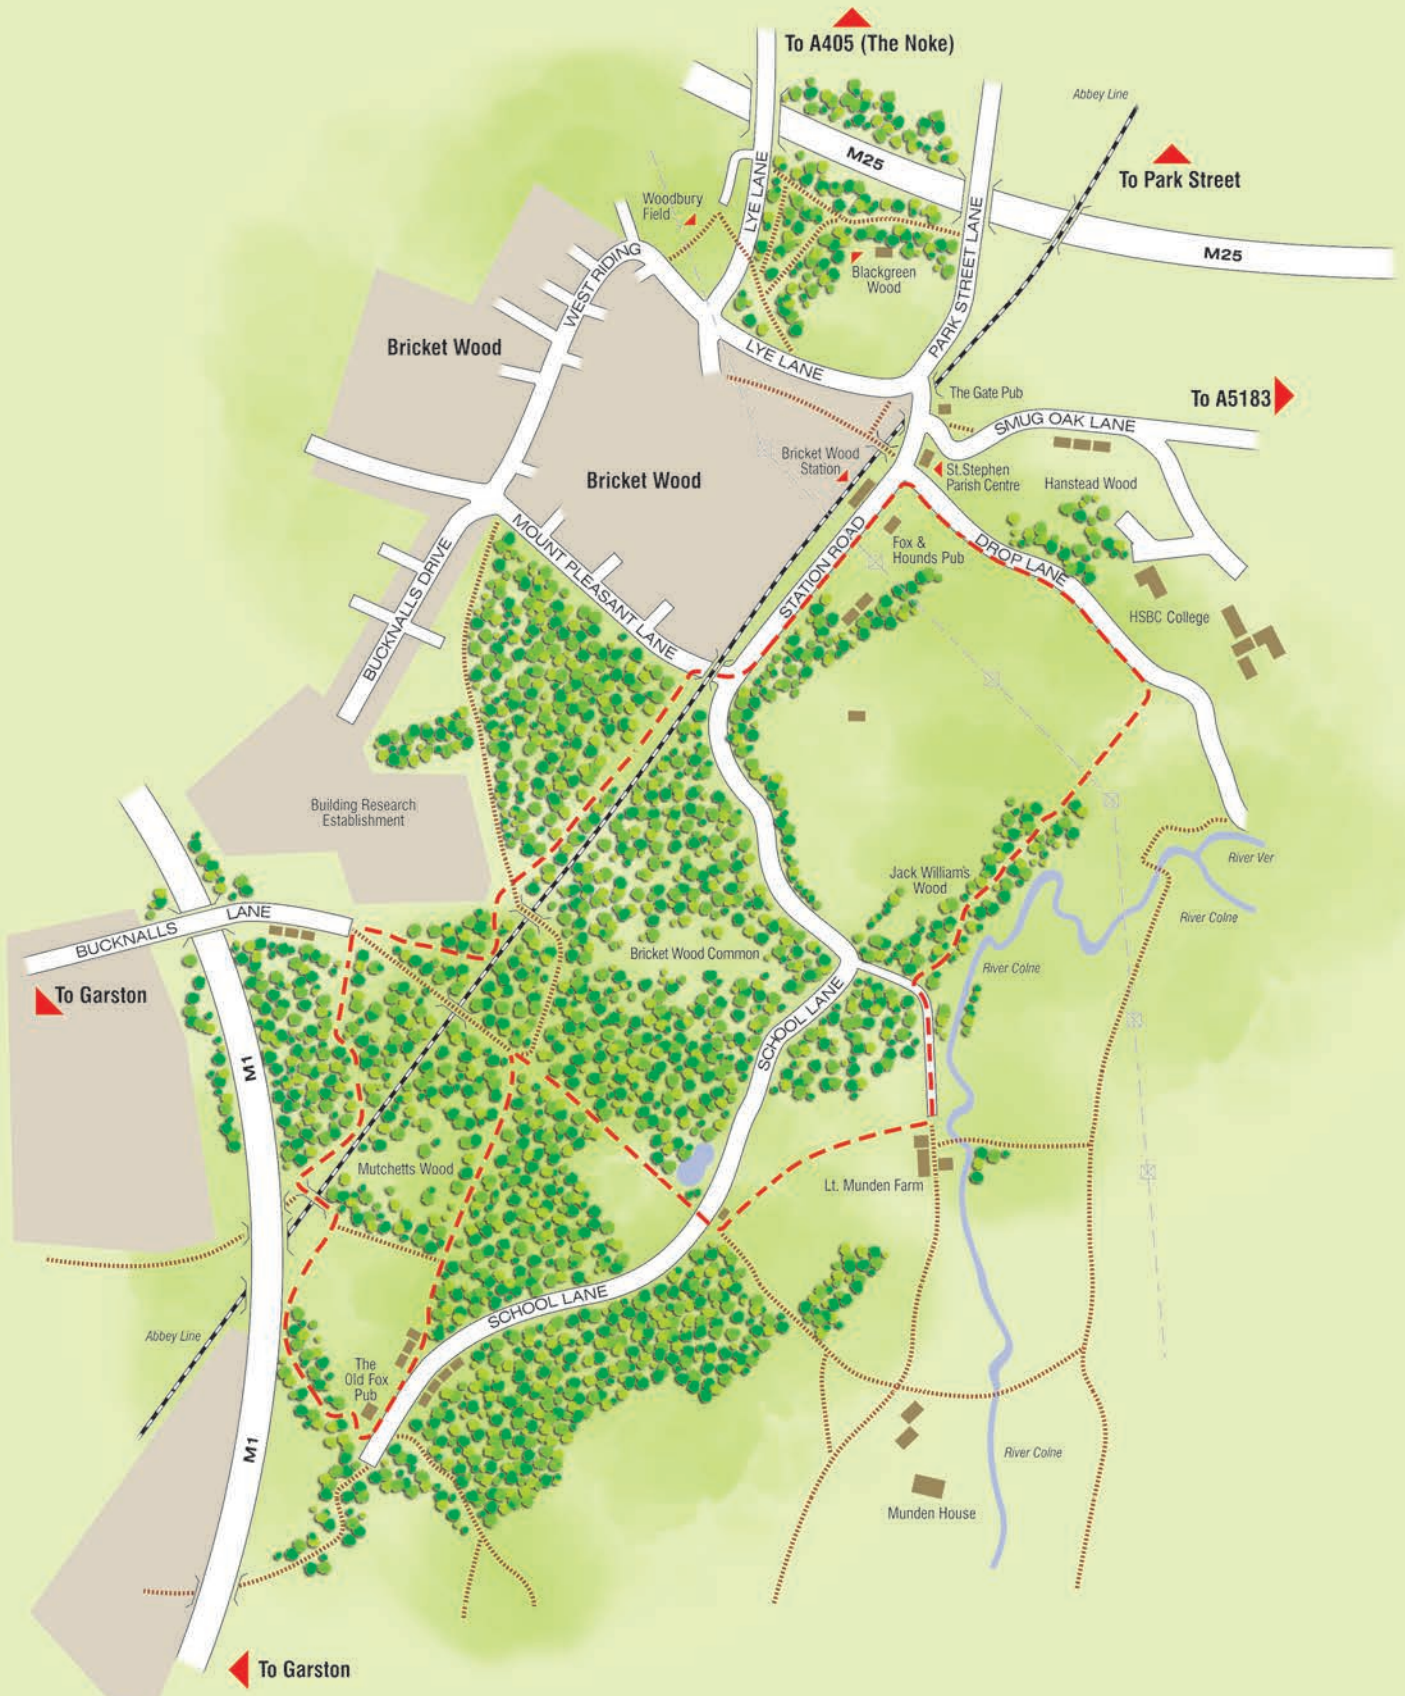 To A405 (The Noke)
Abbey Line
M25
To Park Street
LYE LANE
Woodbury
Field
PARK STREET LANE
M25
WEST RIDING
Blackgreen
Wood
Bricket Wood
LYE LANE
The Gate Pub
To A5183
SMUG OAK LANE
Bricket Wood
Station
St.Stephen
Parish Centre
Hanstead Wood
Bricket Wood
MOUNT PLEASANT LANE
STATION ROAD
Fox &
Hounds Pub
DROP LANE
BUCKNALLS DRIVE
HSBC College
Building Research
Establishment
River Ver
Jack William's
Wood
River Colne
BUCKNALLS LANE
Bricket Wood Common
River Colne
To Garston
SCHOOL LANE
M1
Mutchetts Wood
Lt. Munden Farm
SCHOOL LANE
Abbey Line
The
Old Fox
Pub
M1
River Colne
Munden House
To Garston